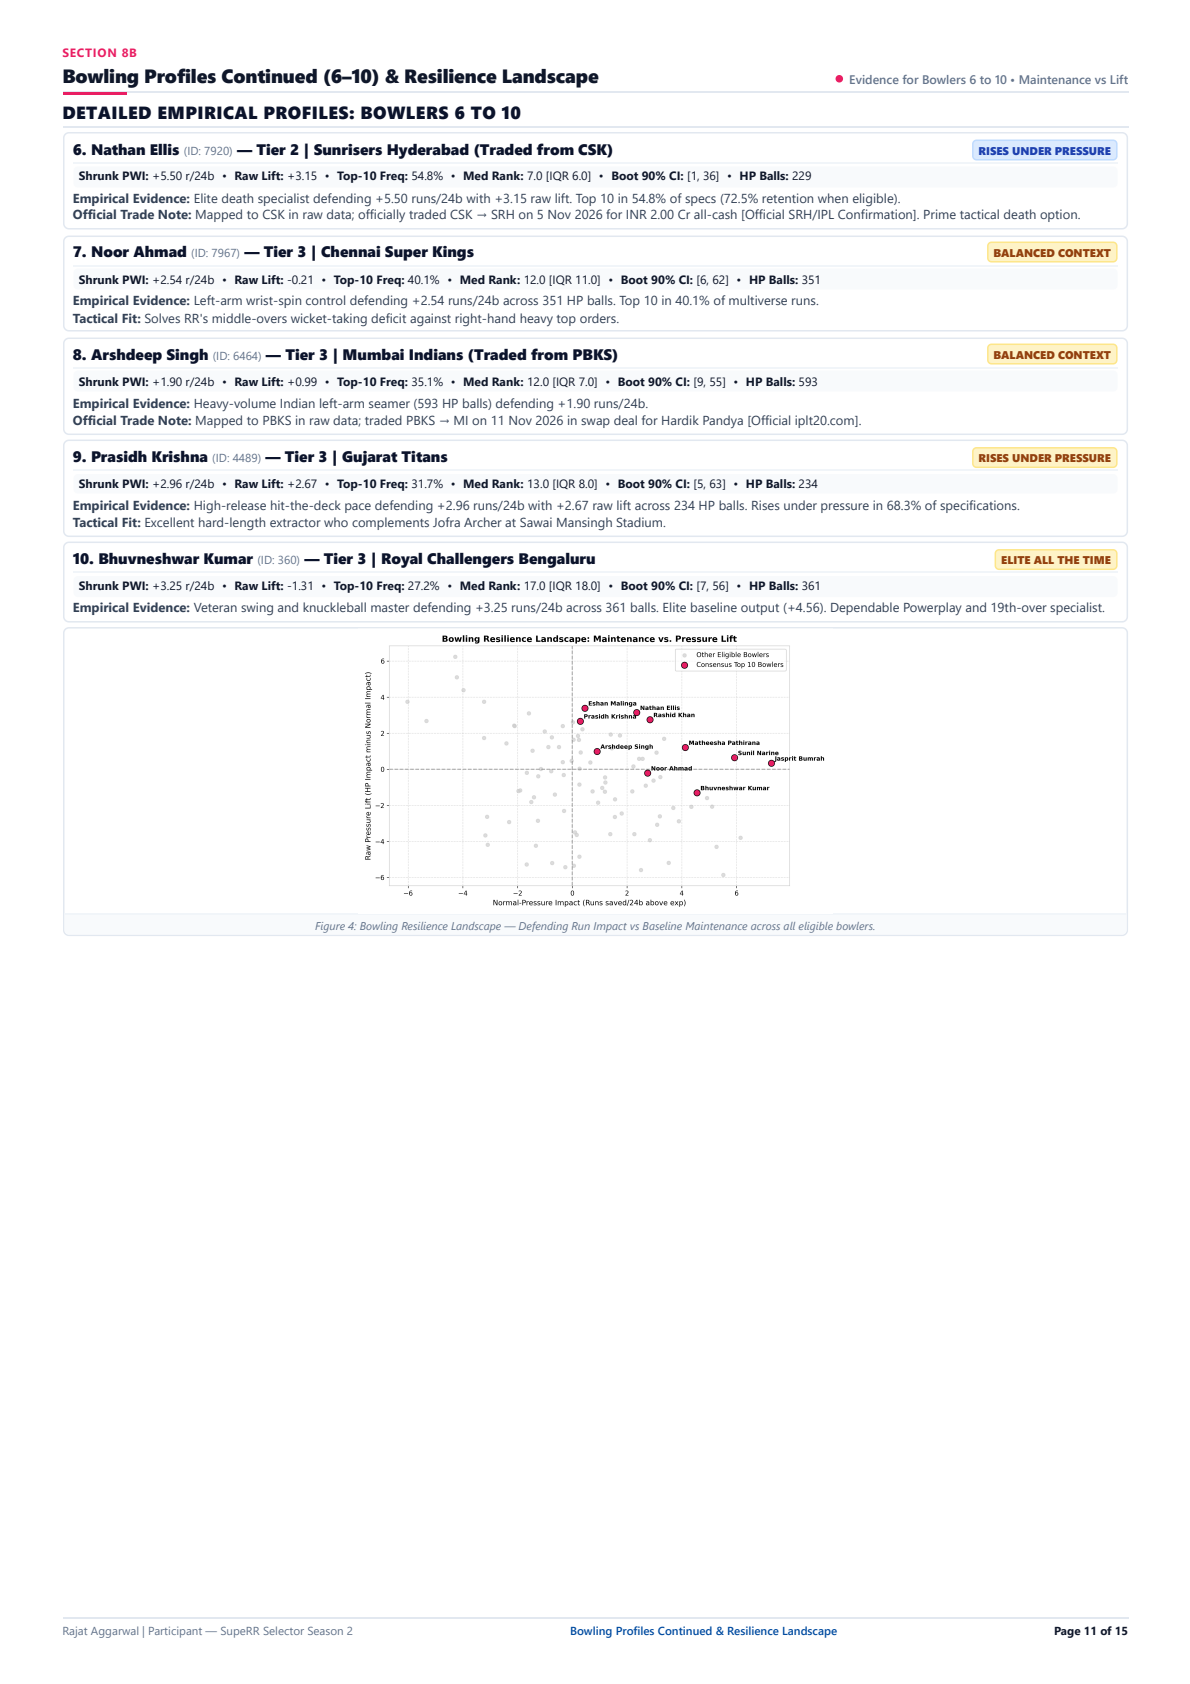 SECTION 8B
Bowling Profiles Continued (6–10) & Resilience Landscape
● Evidence for Bowlers 6 to 10 • Maintenance vs Lift
DETAILED EMPIRICAL PROFILES: BOWLERS 6 TO 10
6. Nathan Ellis (ID: 7920) — Tier 2 | Sunrisers Hyderabad (Traded from CSK)
RISES UNDER PRESSURE
Shrunk PWI: +5.50 r/24b • Raw Lift: +3.15 • Top-10 Freq: 54.8% • Med Rank: 7.0 [IQR 6.0] • Boot 90% CI: [1, 36] • HP Balls: 229
Empirical Evidence: Elite death specialist defending +5.50 runs/24b with +3.15 raw lift. Top 10 in 54.8% of specs (72.5% retention when eligible).
Official Trade Note: Mapped to CSK in raw data; officially traded CSK → SRH on 5 Nov 2026 for INR 2.00 Cr all-cash [Official SRH/IPL Confirmation]. Prime tactical death option.
7. Noor Ahmad (ID: 7967) — Tier 3 | Chennai Super Kings
BALANCED CONTEXT
Shrunk PWI: +2.54 r/24b • Raw Lift: -0.21 • Top-10 Freq: 40.1% • Med Rank: 12.0 [IQR 11.0] • Boot 90% CI: [6, 62] • HP Balls: 351
Empirical Evidence: Left-arm wrist-spin control defending +2.54 runs/24b across 351 HP balls. Top 10 in 40.1% of multiverse runs.
Tactical Fit: Solves RR's middle-overs wicket-taking deficit against right-hand heavy top orders.
8. Arshdeep Singh (ID: 6464) — Tier 3 | Mumbai Indians (Traded from PBKS)
BALANCED CONTEXT
Shrunk PWI: +1.90 r/24b • Raw Lift: +0.99 • Top-10 Freq: 35.1% • Med Rank: 12.0 [IQR 7.0] • Boot 90% CI: [9, 55] • HP Balls: 593
Empirical Evidence: Heavy-volume Indian left-arm seamer (593 HP balls) defending +1.90 runs/24b.
Official Trade Note: Mapped to PBKS in raw data; traded PBKS → MI on 11 Nov 2026 in swap deal for Hardik Pandya [Official iplt20.com].
9. Prasidh Krishna (ID: 4489) — Tier 3 | Gujarat Titans
RISES UNDER PRESSURE
Shrunk PWI: +2.96 r/24b • Raw Lift: +2.67 • Top-10 Freq: 31.7% • Med Rank: 13.0 [IQR 8.0] • Boot 90% CI: [5, 63] • HP Balls: 234
Empirical Evidence: High-release hit-the-deck pace defending +2.96 runs/24b with +2.67 raw lift across 234 HP balls. Rises under pressure in 68.3% of specifications.
Tactical Fit: Excellent hard-length extractor who complements Jofra Archer at Sawai Mansingh Stadium.
10. Bhuvneshwar Kumar (ID: 360) — Tier 3 | Royal Challengers Bengaluru
ELITE ALL THE TIME
Shrunk PWI: +3.25 r/24b • Raw Lift: -1.31 • Top-10 Freq: 27.2% • Med Rank: 17.0 [IQR 18.0] • Boot 90% CI: [7, 56] • HP Balls: 361
Empirical Evidence: Veteran swing and knuckleball master defending +3.25 runs/24b across 361 balls. Elite baseline output (+4.56). Dependable Powerplay and 19th-over specialist.
Bowling Resilience Landscape: Maintenance vs. Pressure Lift
Other Eligible Bowlers
Consensus Top 10 Bowlers
Raw Pressure Lift (HP Impact minus Normal Impact)
6
4
2
0
−2
−4
−6
Eshan Malinga
Nathan Ellis
Prasidh Krishna
Rashid Khan
Arshdeep Singh
Matheesha Pathirana
Sunil Narine
Jasprit Bumrah
Noor Ahmad
Bhuvneshwar Kumar
−6 −4 −2 0 2 4 6
Normal-Pressure Impact (Runs saved/24b above exp)
Figure 4: Bowling Resilience Landscape — Defending Run Impact vs Baseline Maintenance across all eligible bowlers.
Rajat Aggarwal | Participant — SupeRR Selector Season 2
Bowling Profiles Continued & Resilience Landscape
Page 11 of 15